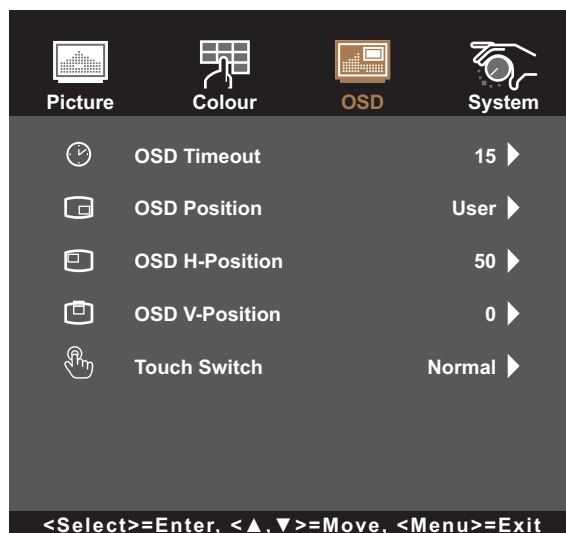 Picture Colour OSD System
OSD Timeout 15
OSD Position User
OSD H-Position 50
OSD V-Position 0
Touch Switch Normal
<Select>=Enter, <▲,▼>=Move, <Menu>=Exit